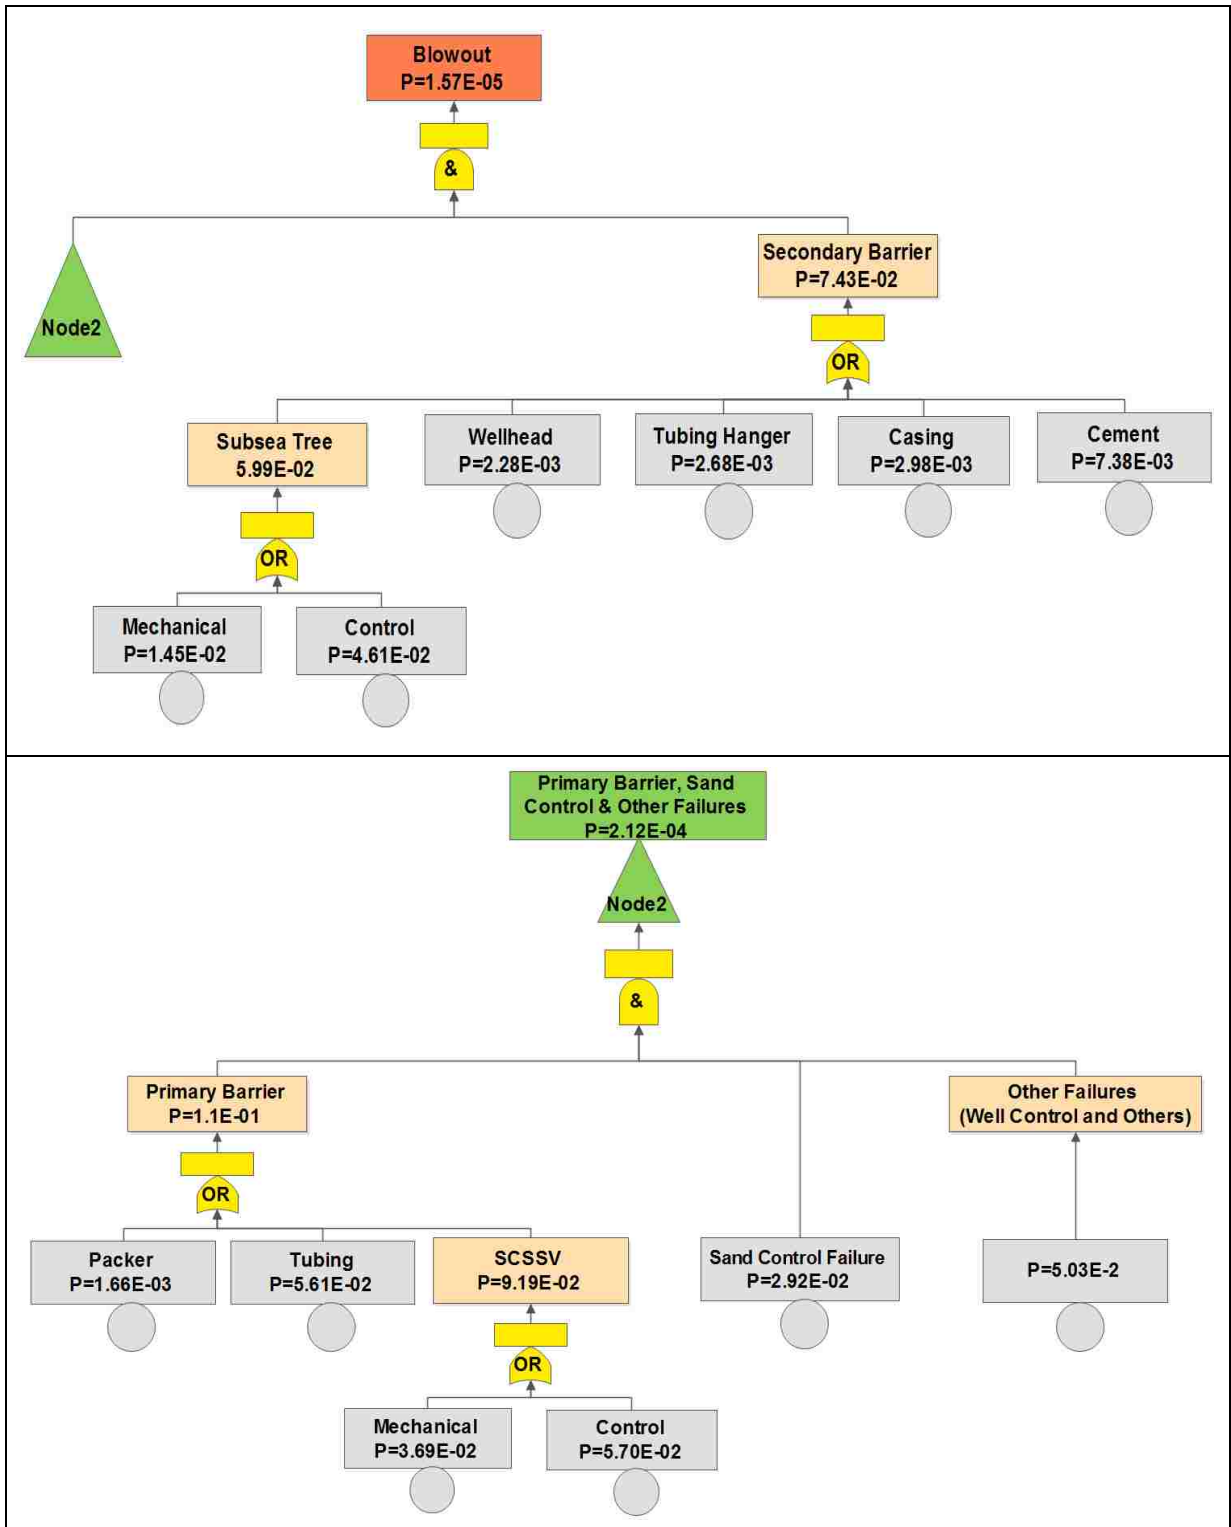 Blowout
P=1.57E-05
&
Node2
Secondary Barrier
P=7.43E-02
OR
Subsea Tree
5.99E-02
Wellhead
P=2.28E-03
Tubing Hanger
P=2.68E-03
Casing
P=2.98E-03
Cement
P=7.38E-03
OR
Mechanical
P=1.45E-02
Control
P=4.61E-02
Primary Barrier, Sand
Control & Other Failures
P=2.12E-04
Node2
&
Primary Barrier
P=1.1E-01
Other Failures
(Well Control and Others)
OR
Packer
P=1.66E-03
Tubing
P=5.61E-02
SCSSV
P=9.19E-02
Sand Control Failure
P=2.92E-02
P=5.03E-2
OR
Mechanical
P=3.69E-02
Control
P=5.70E-02